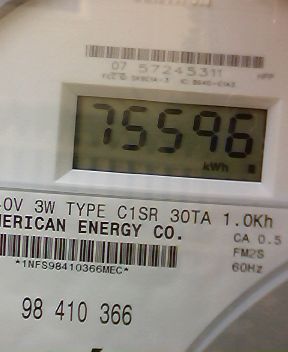 07 57245311
HPP
75596
kWh
0V 3W TYPE C1SR 30TA 1.0Kh
MERICAN ENERGY CO.
CA 0.5
FM2S
60Hz
*1NFS98410366MEC*
98 410 366